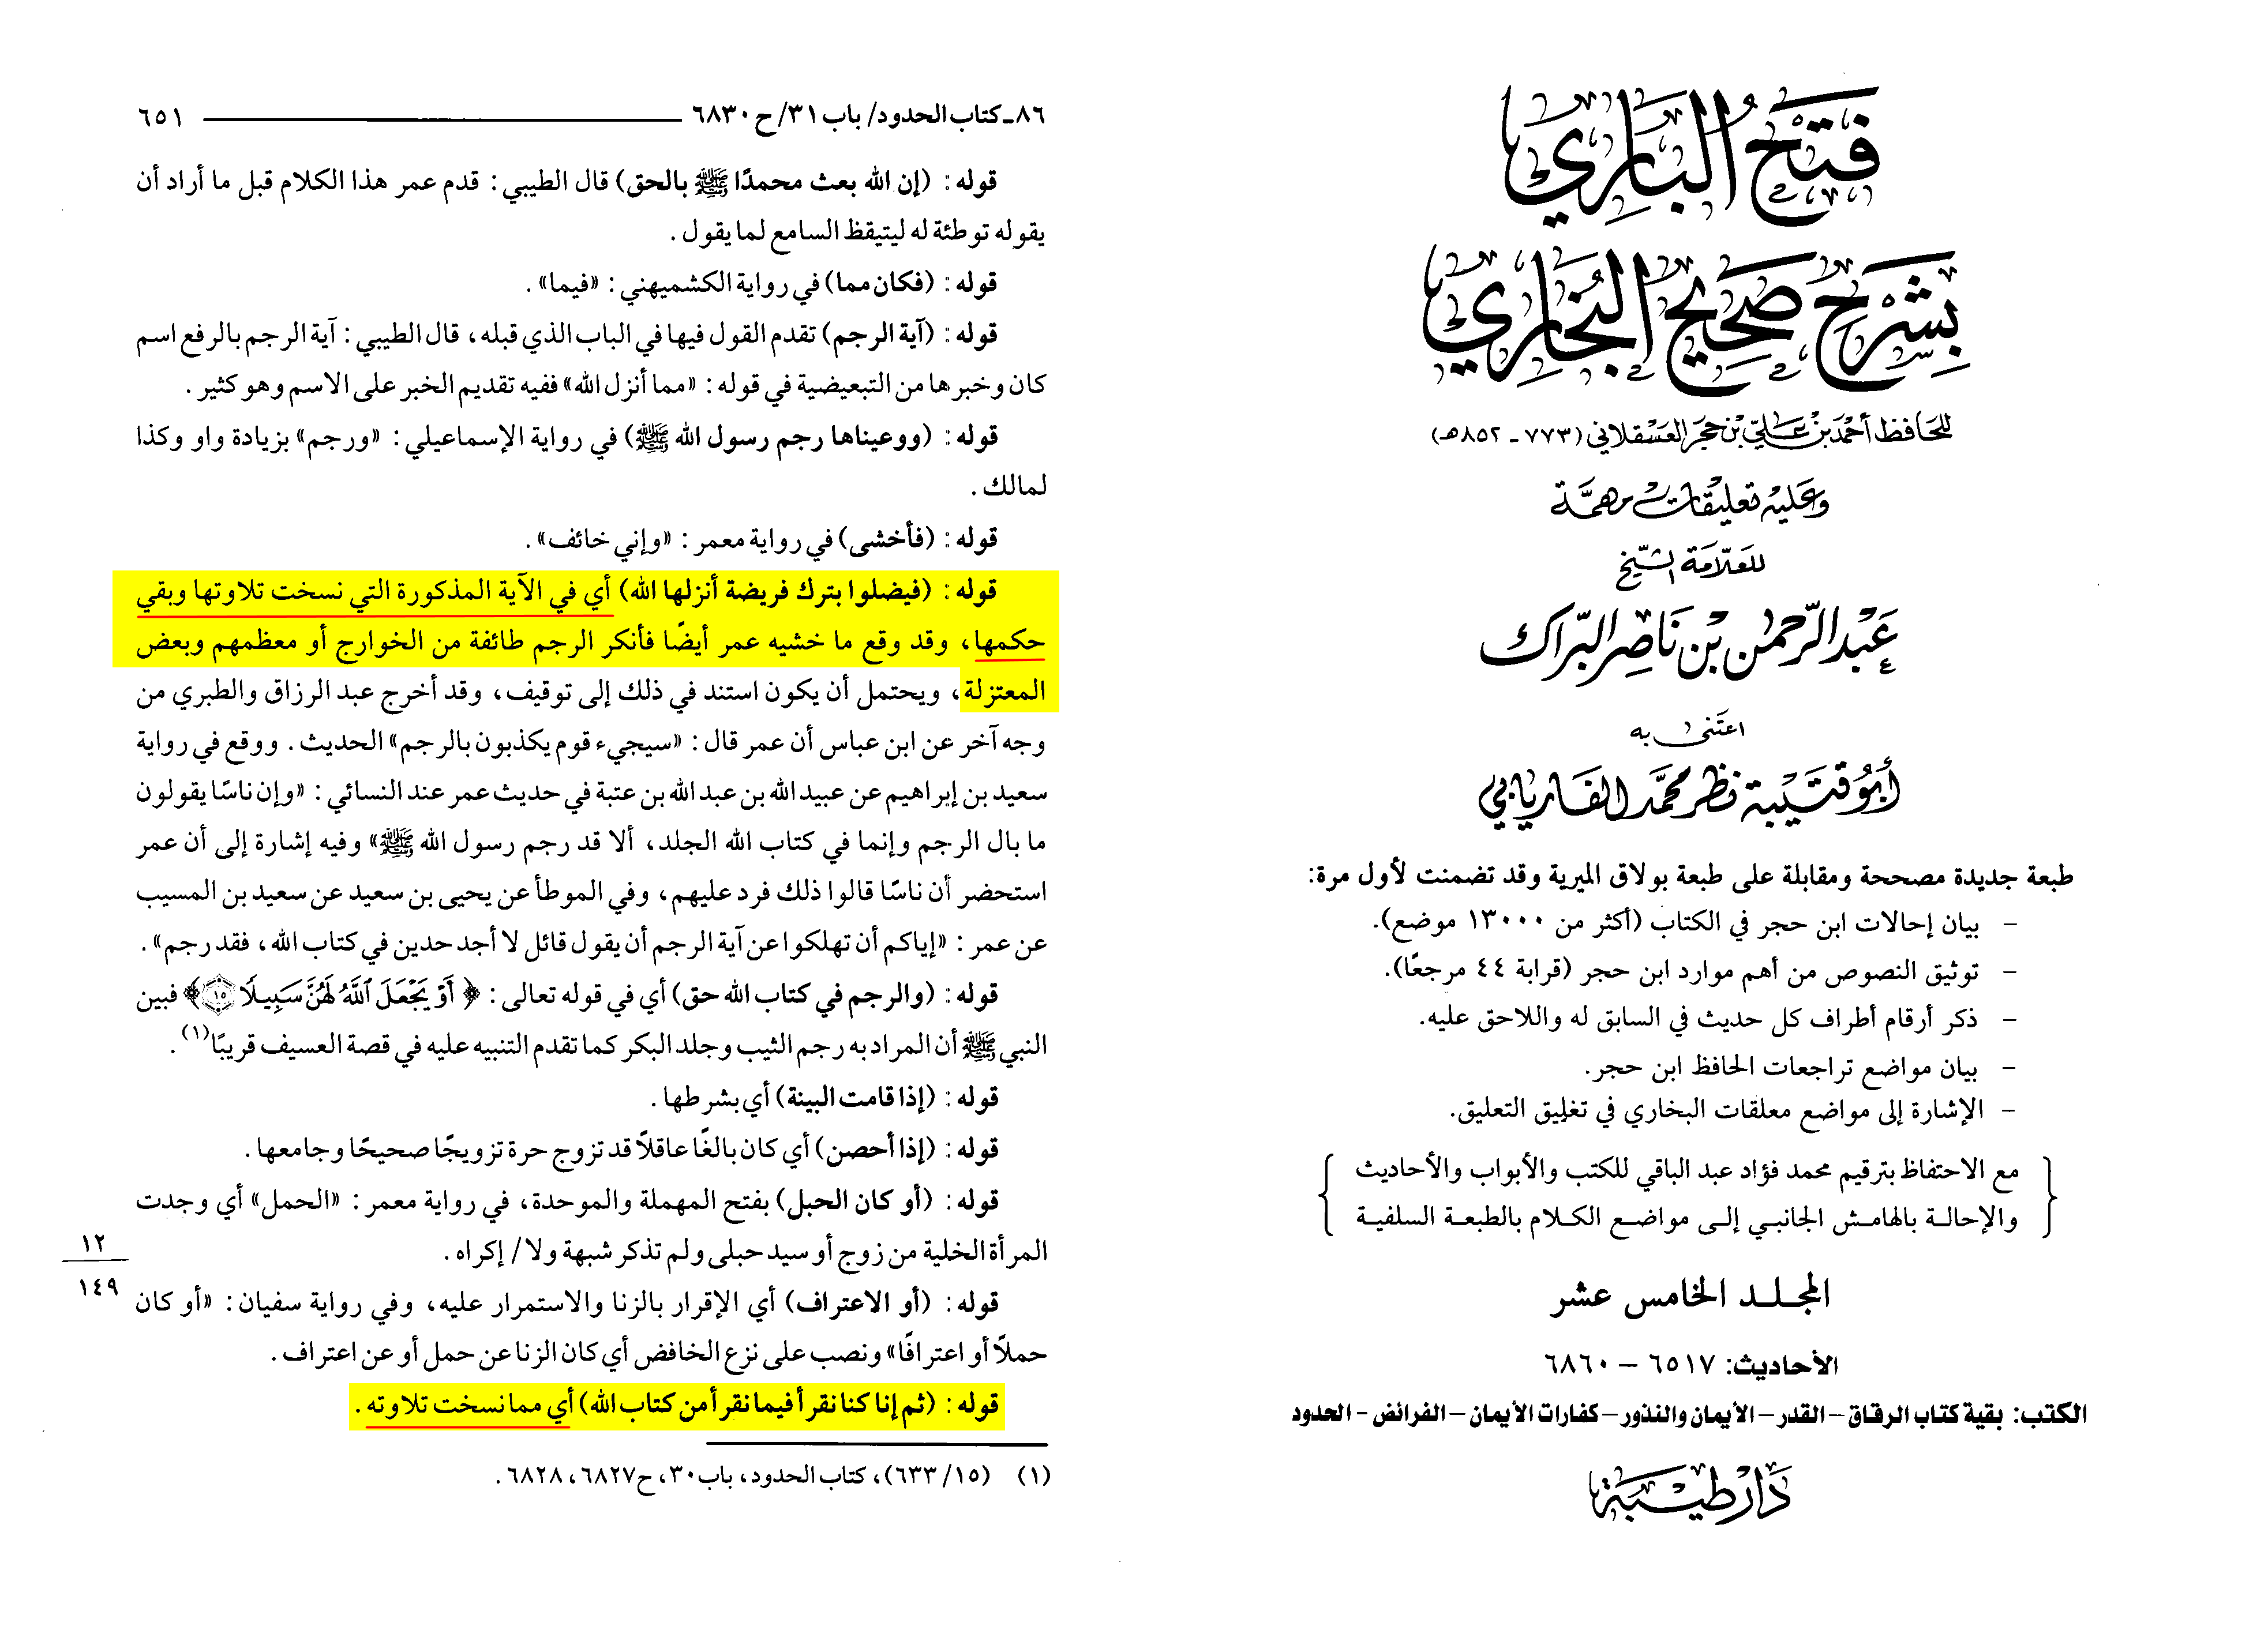 فتح الباري
بشرح صحيح البخاري
للحافظ أحمد بن علي بن حجر العسقلاني (٧٧٣ - ٨٥٢هـ)
وعليه تعليقات مهمة
للعلامة الشيخ
عبد الرحمن بن ناصر البراك
اعتنى به
أبو قتيبة نظر محمد الفاريابي
طبعة جديدة مصححة ومقابلة على طبعة بولاق الميرية وقد تضمنت لأول مرة:
– بيان إحالات ابن حجر في الكتاب (أكثر من ١٣٠٠٠ موضع).
– توثيق النصوص من أهم موارد ابن حجر (قرابة ٤٤ مرجعًا).
– ذكر أرقام أطراف كل حديث في السابق له واللاحق عليه.
– بيان مواضع تراجعات الحافظ ابن حجر.
– الإشارة إلى مواضع معلقات البخاري في تغليق التعليق.
{ مع الاحتفاظ بترقيم محمد فؤاد عبد الباقي للكتب والأبواب والأحاديث
والإحالة بالهامش الجانبي إلى مواضع الكلام بالطبعة السلفية }
المجلد الخامس عشر
الأحاديث: ٦٥١٧ – ٦٨٦٠
الكتب: بقية كتاب الرقاق – القدر – الأيمان والنذور – كفارات الأيمان – الفرائض – الحدود
دار طيبة
٨٦ـ كتاب الحدود/ باب ٣١/ ح ٦٨٣٠ ٦٥١
قوله: (إن الله بعث محمدًا ﷺ بالحق) قال الطيبي: قدم عمر هذا الكلام قبل ما أراد أن
يقوله توطئة له ليتيقظ السامع لما يقول.
قوله: (فكان مما) في رواية الكشميهني: «فيما».
قوله: (آية الرجم) تقدم القول فيها في الباب الذي قبله، قال الطيبي: آية الرجم بالرفع اسم
كان وخبرها من التبعيضية في قوله: «مما أنزل الله» ففيه تقديم الخبر على الاسم وهو كثير.
قوله: (ووعيناها رجم رسول الله ﷺ) في رواية الإسماعيلي: «ورجم» بزيادة واو وكذا
لمالك.
قوله: (فأخشى) في رواية معمر: «وإني خائف».
قوله: (فيضلوا بترك فريضة أنزلها الله) أي في الآية المذكورة التي نسخت تلاوتها وبقي
حكمها، وقد وقع ما خشيه عمر أيضًا فأنكر الرجم طائفة من الخوارج أو معظمهم وبعض
المعتزلة، ويحتمل أن يكون استند في ذلك إلى توقيف، وقد أخرج عبد الرزاق والطبري من
وجه آخر عن ابن عباس أن عمر قال: «سيجيء قوم يكذبون بالرجم» الحديث. ووقع في رواية
سعيد بن إبراهيم عن عبيد الله بن عبد الله بن عتبة في حديث عمر عند النسائي: «وإن ناسًا يقولون
ما بال الرجم وإنما في كتاب الله الجلد، ألا قد رجم رسول الله ﷺ» وفيه إشارة إلى أن عمر
استحضر أن ناسًا قالوا ذلك فرد عليهم، وفي الموطأ عن يحيى بن سعيد عن سعيد بن المسيب
عن عمر: «إياكم أن تهلكوا عن آية الرجم أن يقول قائل لا أجد حدين في كتاب الله، فقد رجم».
قوله: (والرجم في كتاب الله حق) أي في قوله تعالى: ﴿أَوْ يَجْعَلَ ٱللَّهُ لَهُنَّ سَبِيلًا ١٥﴾ فبين
النبي ﷺ أن المراد به رجم الثيب وجلد البكر كما تقدم التنبيه عليه في قصة العسيف قريبًا(١).
قوله: (إذا قامت البينة) أي بشرطها.
قوله: (إذا أحصن) أي كان بالغًا عاقلاً قد تزوج حرة تزويجًا صحيحًا وجامعها.
قوله: (أو كان الحبل) بفتح المهملة والموحدة، في رواية معمر: «الحمل» أي وجدت
المرأة الخلية من زوج أو سيد حبلى ولم تذكر شبهة ولا/ إكراه.
١٢
١٤٩
قوله: (أو الاعتراف) أي الإقرار بالزنا والاستمرار عليه، وفي رواية سفيان: «أو كان
حملاً أو اعترافًا» ونصب على نزع الخافض أي كان الزنا عن حمل أو عن اعتراف.
قوله: (ثم إنا كنا نقرأ فيما نقرأ من كتاب الله) أي مما نسخت تلاوته.
(١) (١٥/ ٦٣٣)، كتاب الحدود، باب ٣٠، ح ٦٨٢٧، ٦٨٢٨.